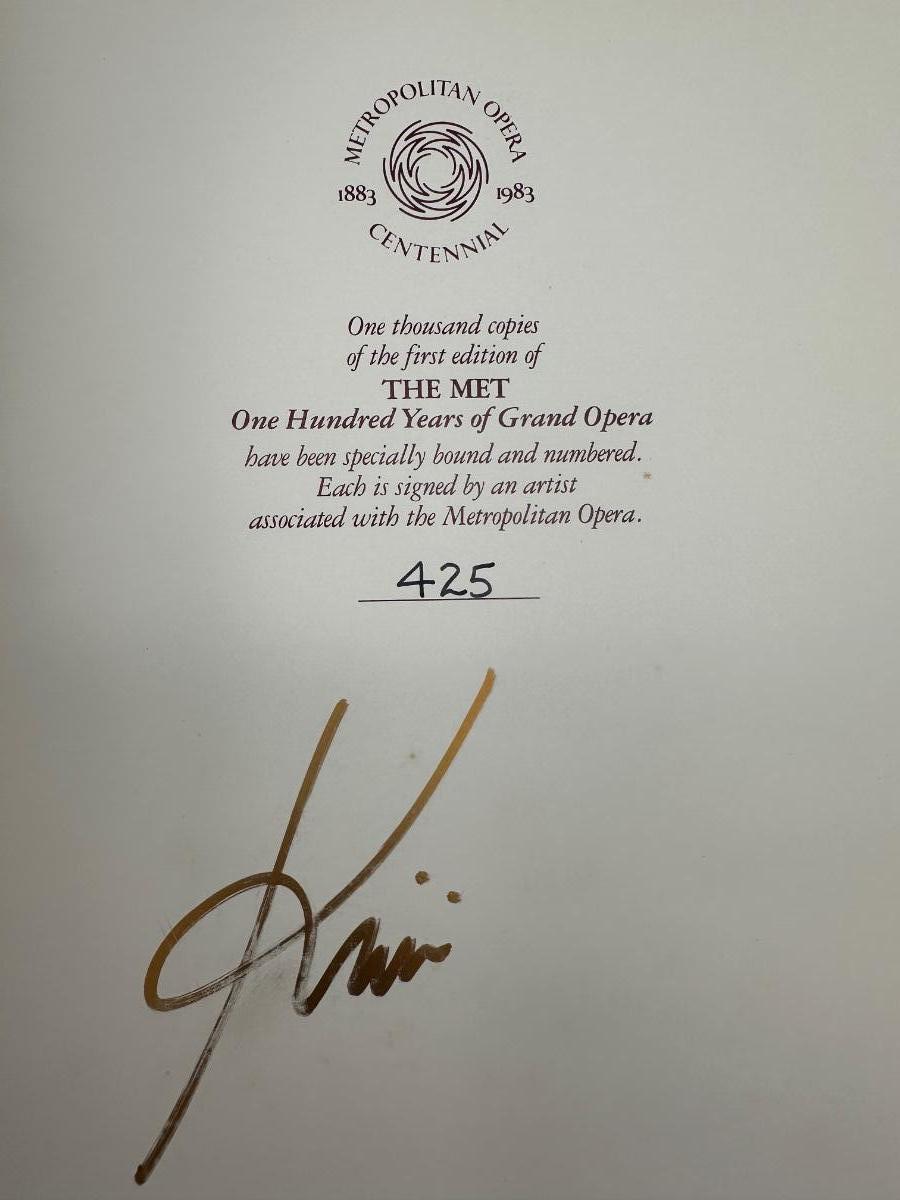 METROPOLITAN OPERA
1883 1983
CENTENNIAL
One thousand copies
of the first edition of
THE MET
One Hundred Years of Grand Opera
have been specially bound and numbered.
Each is signed by an artist
associated with the Metropolitan Opera.
425